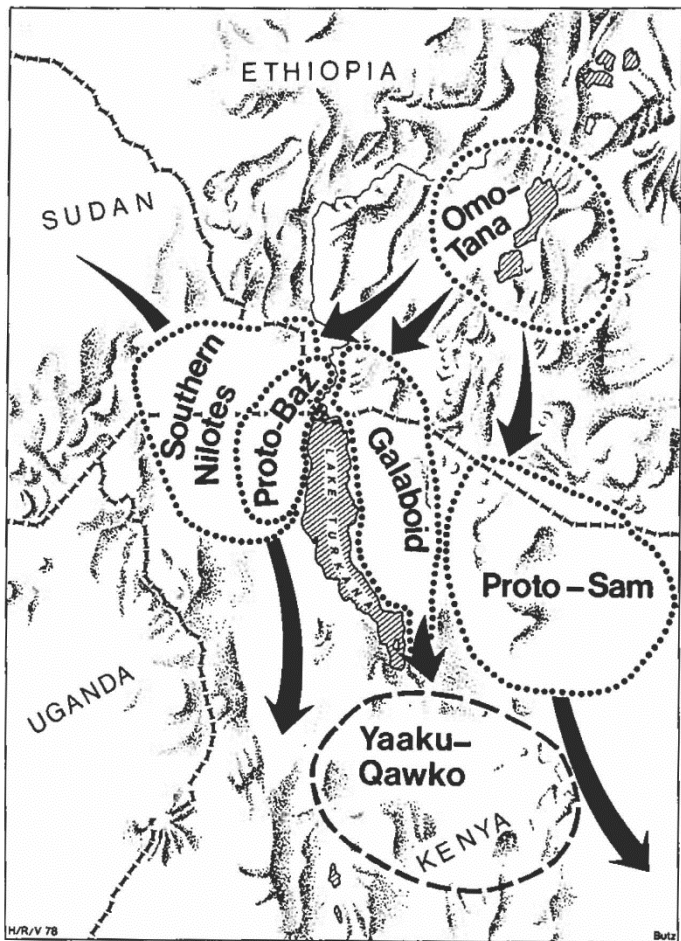 ETHIOPIA
SUDAN
Omo-
Tana
Southern
Nilotes
Proto-Baz
Galaboid
LAKE TURKANA
Proto-Sam
UGANDA
Yaaku-
Qawko
KENYA
H/R/V 78
Butz